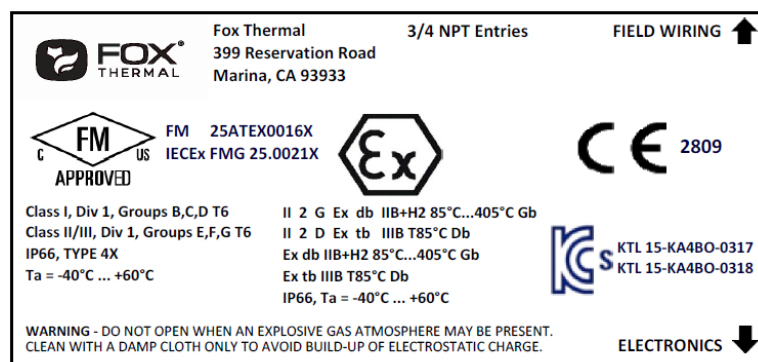 FOX®
THERMAL
Fox Thermal
399 Reservation Road
Marina, CA 93933
3/4 NPT Entries
FIELD WIRING
FM
C US
APPROVED
FM 25ATEX0016X
IECEx FMG 25.0021X
Ex
CE 2809
Class I, Div 1, Groups B,C,D T6
Class II/III, Div 1, Groups E,F,G T6
IP66, TYPE 4X
Ta = -40°C ... +60°C
II 2 G Ex db IIB+H2 85°C...405°C Gb
II 2 D Ex tb IIIB T85°C Db
Ex db IIB+H2 85°C...405°C Gb
Ex tb IIIB T85°C Db
IP66, Ta = -40°C ... +60°C
KCs
KTL 15-KA4BO-0317
KTL 15-KA4BO-0318
WARNING - DO NOT OPEN WHEN AN EXPLOSIVE GAS ATMOSPHERE MAY BE PRESENT.
CLEAN WITH A DAMP CLOTH ONLY TO AVOID BUILD-UP OF ELECTROSTATIC CHARGE.
ELECTRONICS